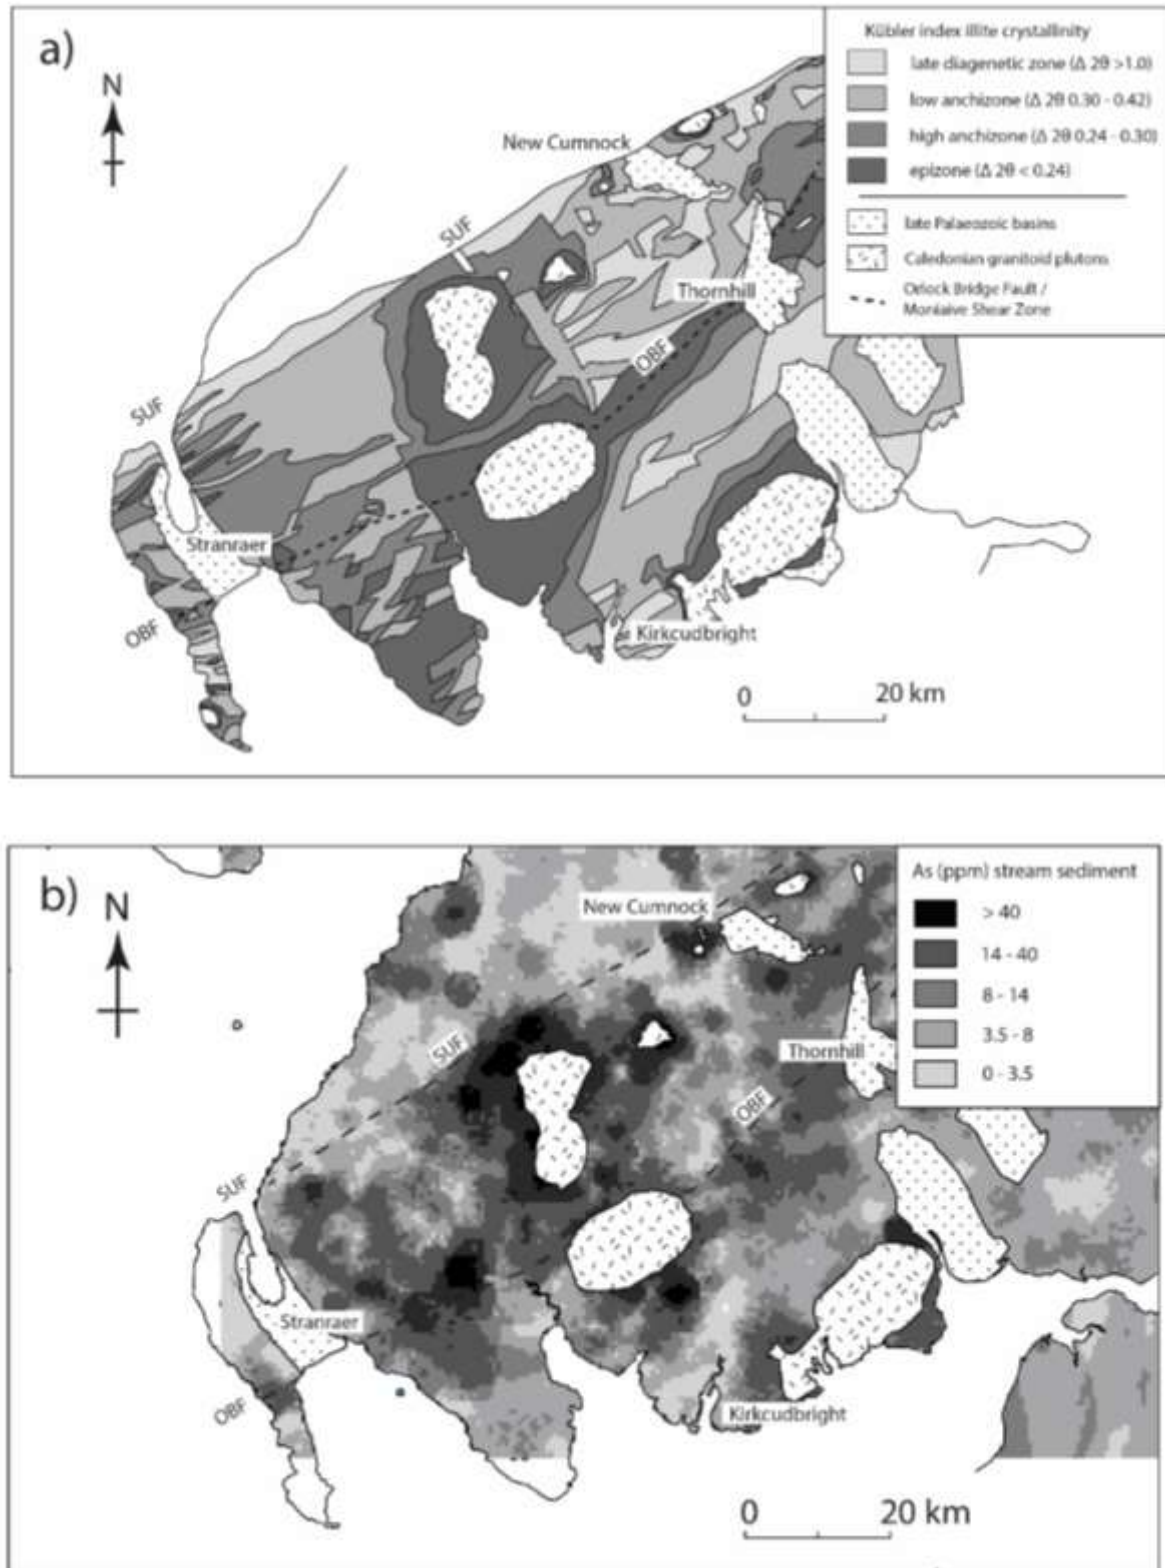 a)
N
Kübler index illite crystallinity
late diagenetic zone (Δ 2θ >1.0)
low anchizone (Δ 2θ 0.30 - 0.42)
high anchizone (Δ 2θ 0.24 - 0.30)
epizone (Δ 2θ < 0.24)
late Palaeozoic basins
Caledonian granitoid plutons
Orlock Bridge Fault /
Moniaive Shear Zone
New Cumnock
SUF
Thornhill
OBF
SUF
Stranraer
OBF
Kirkcudbright
0 20 km
b)
N
As (ppm) stream sediment
> 40
14 - 40
8 - 14
3.5 - 8
0 - 3.5
New Cumnock
SUF
Thornhill
OBF
SUF
Stranraer
OBF
Kirkcudbright
0 20 km